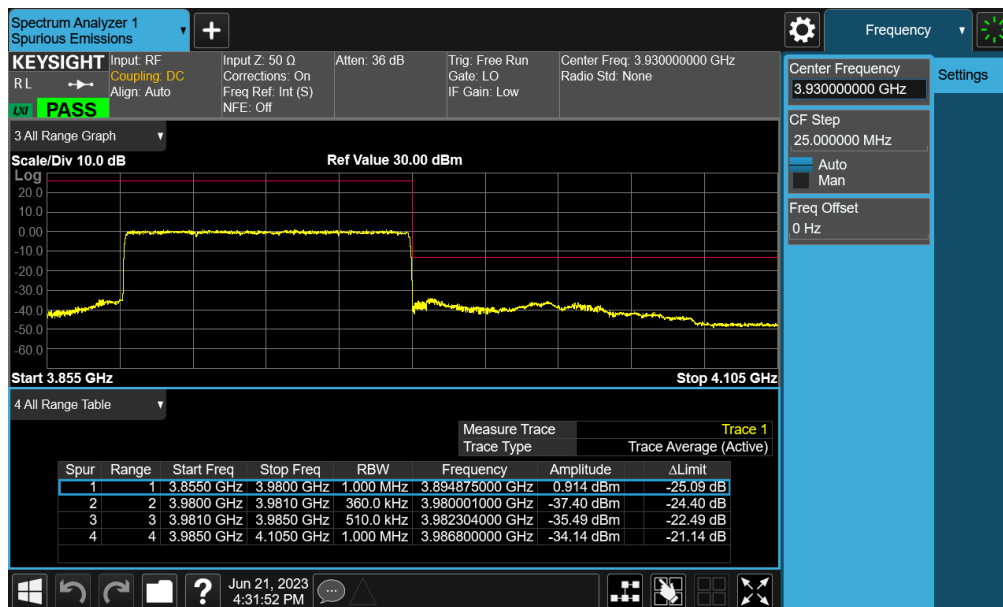 Spectrum Analyzer 1
Spurious Emissions
Frequency
KEYSIGHT
R L
LXI
PASS
Input: RF
Coupling: DC
Align: Auto
Input Z: 50 Ω
Corrections: On
Freq Ref: Int (S)
NFE: Off
Atten: 36 dB
Trig: Free Run
Gate: LO
IF Gain: Low
Center Freq: 3.930000000 GHz
Radio Std: None
Center Frequency
3.930000000 GHz
Settings
CF Step
25.000000 MHz
Auto
Man
Freq Offset
0 Hz
3 All Range Graph
Scale/Div 10.0 dB
Ref Value 30.00 dBm
Log
20.0
10.0
0.00
-10.0
-20.0
-30.0
-40.0
-50.0
-60.0
Start 3.855 GHz
Stop 4.105 GHz
4 All Range Table
Measure Trace Trace 1
Trace Type Trace Average (Active)
Spur Range Start Freq Stop Freq RBW Frequency Amplitude ΔLimit
1 1 3.8550 GHz 3.9800 GHz 1.000 MHz 3.894875000 GHz 0.914 dBm -25.09 dB
2 2 3.9800 GHz 3.9810 GHz 360.0 kHz 3.980001000 GHz -37.40 dBm -24.40 dB
3 3 3.9810 GHz 3.9850 GHz 510.0 kHz 3.982304000 GHz -35.49 dBm -22.49 dB
4 4 3.9850 GHz 4.1050 GHz 1.000 MHz 3.986800000 GHz -34.14 dBm -21.14 dB
?
Jun 21, 2023
4:31:52 PM